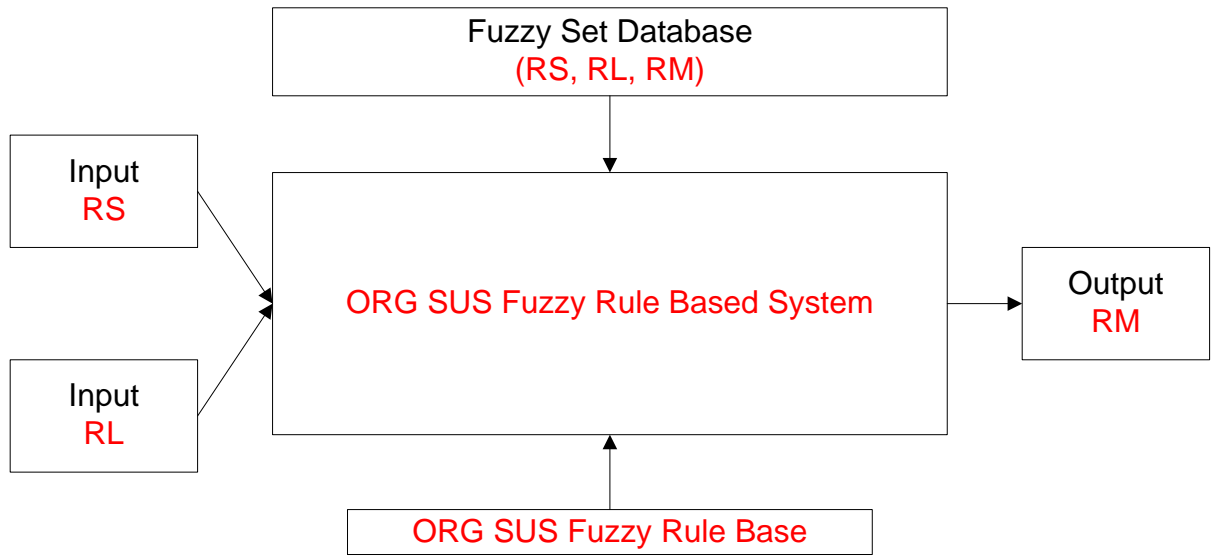 Fuzzy Set Database
(RS, RL, RM)
Input
RS
ORG SUS Fuzzy Rule Based System
Output
RM
Input
RL
ORG SUS Fuzzy Rule Base